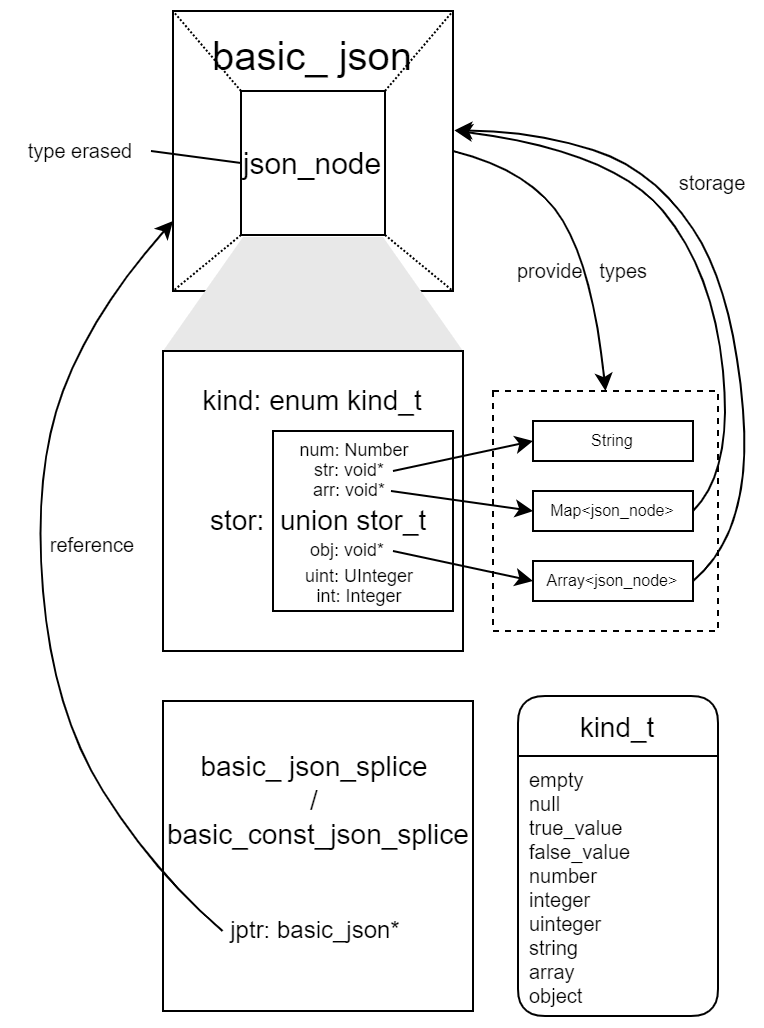 basic_ json
type erased
json_node
storage
provide types
kind: enum kind_t
num: Number
str: void*
arr: void*
stor: union stor_t
obj: void*
uint: UInteger
int: Integer
String
Map<json_node>
Array<json_node>
reference
basic_ json_splice
/
basic_const_json_splice
jptr: basic_json*
kind_t
empty
null
true_value
false_value
number
integer
uinteger
string
array
object